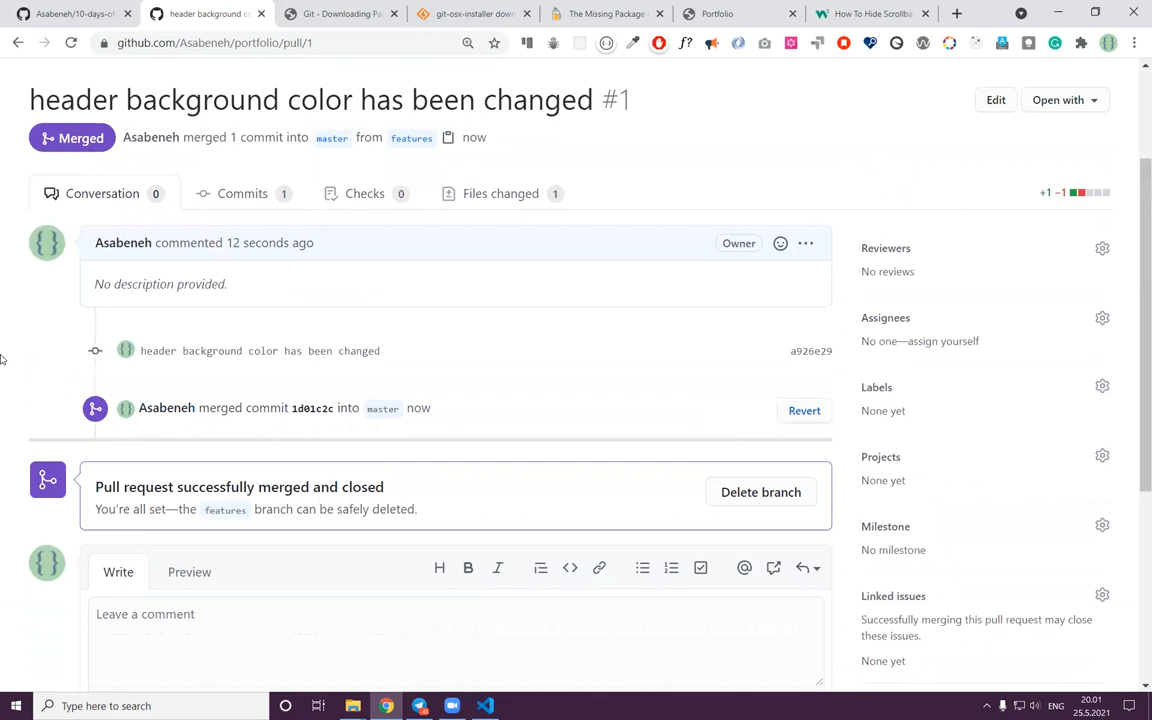 Asabeneh/10-days-of
header background c
Git - Downloading Pa
git-osx-installer down
The Missing Package
Portfolio
How To Hide Scrollba
github.com/Asabeneh/portfolio/pull/1
f?
header background color has been changed #1
Edit
Open with
Merged
Asabeneh merged 1 commit into master from features now
Conversation 0
Commits 1
Checks 0
Files changed 1
+1 −1
Asabeneh commented 12 seconds ago
Owner
No description provided.
header background color has been changed
a926e29
Asabeneh merged commit 1d01c2c into master now
Revert
Pull request successfully merged and closed
You're all set—the features branch can be safely deleted.
Delete branch
Write
Preview
Leave a comment
Reviewers
No reviews
Assignees
No one—assign yourself
Labels
None yet
Projects
None yet
Milestone
No milestone
Linked issues
Successfully merging this pull request may close
these issues.
None yet
Type here to search
ENG
20.01
25.5.2021